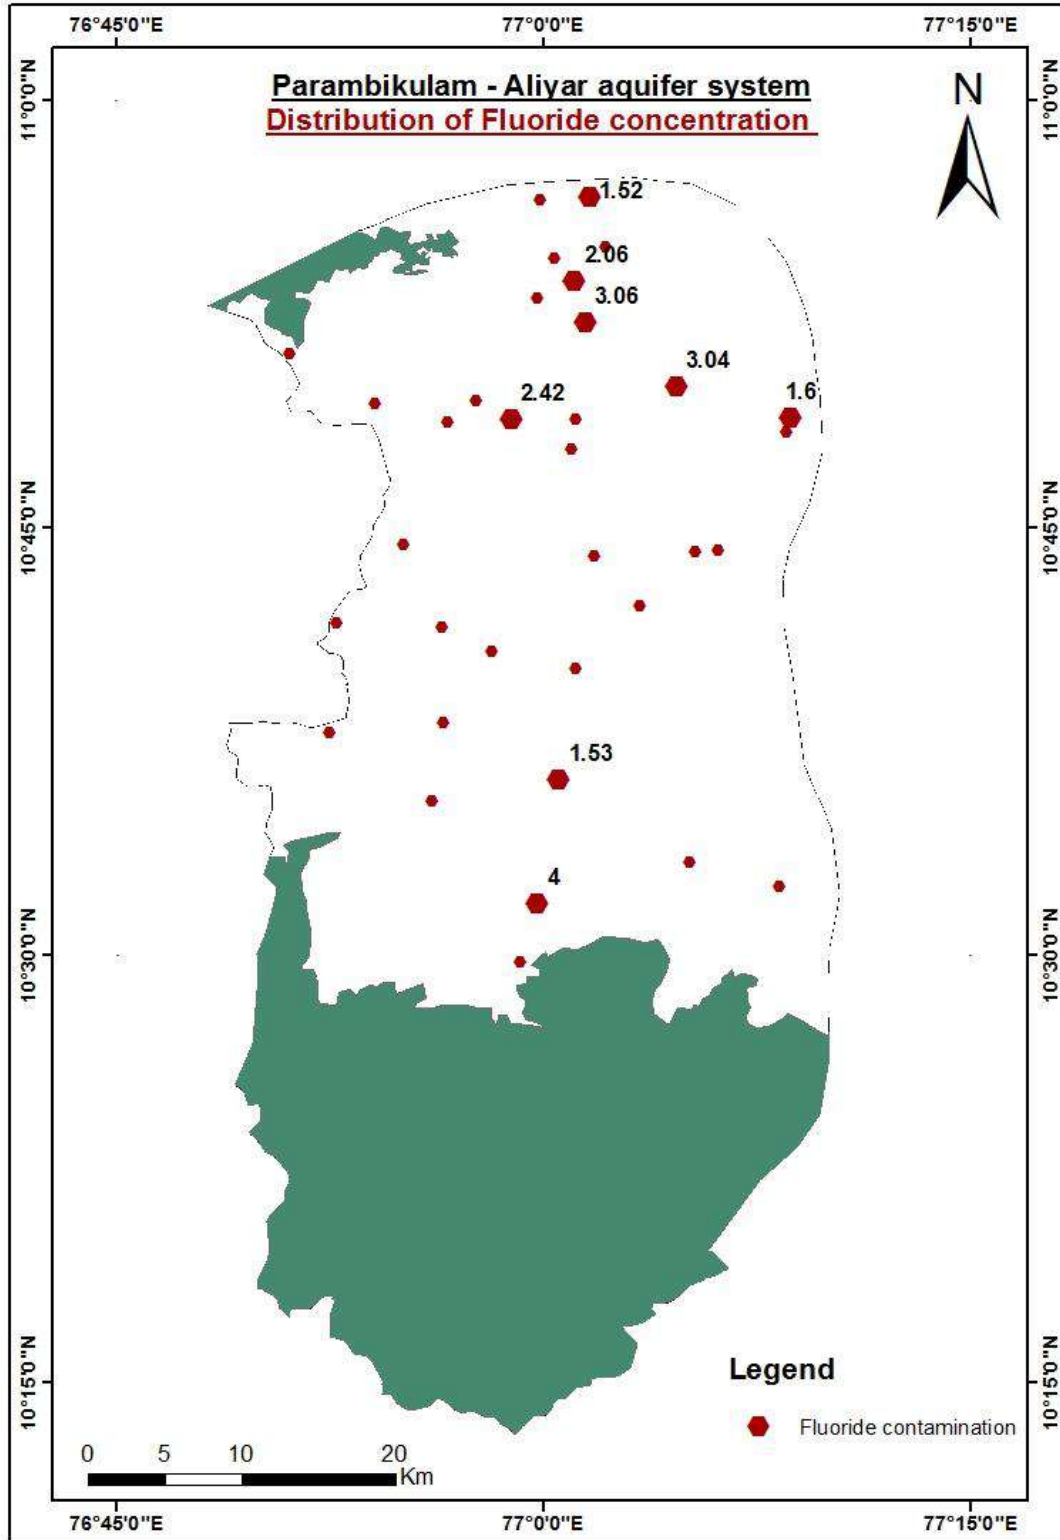 76°45'0"E 77°0'0"E 77°15'0"E
11°0'0"N 11°0'0"N
Parambikulam - Aliyar aquifer system
Distribution of Fluoride concentration
N
1.52
2.06
3.06
3.04
2.42 1.6
10°45'0"N 10°45'0"N
1.53
4
10°30'0"N 10°30'0"N
10°15'0"N 10°15'0"N
Legend
Fluoride contamination
0 5 10 20
Km
76°45'0"E 77°0'0"E 77°15'0"E